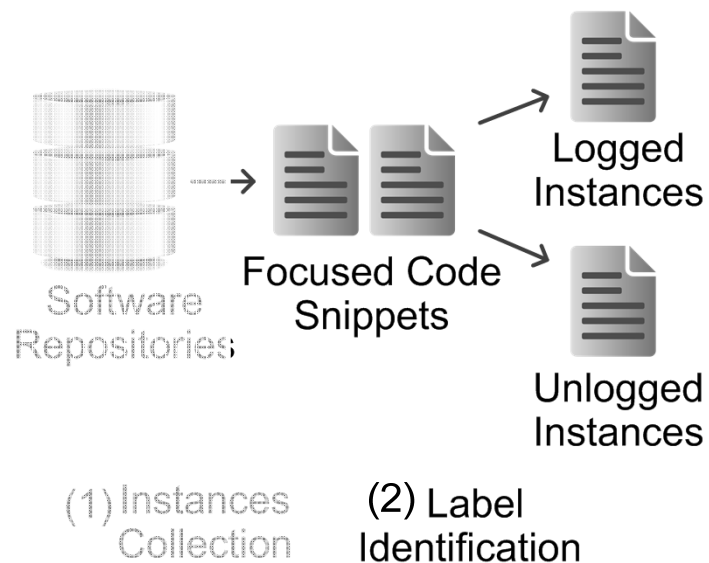 Logged
Instances
Focused Code
Snippets
Software
Repositories
Unlogged
Instances
(1) Instances
Collection
(2) Label
Identification